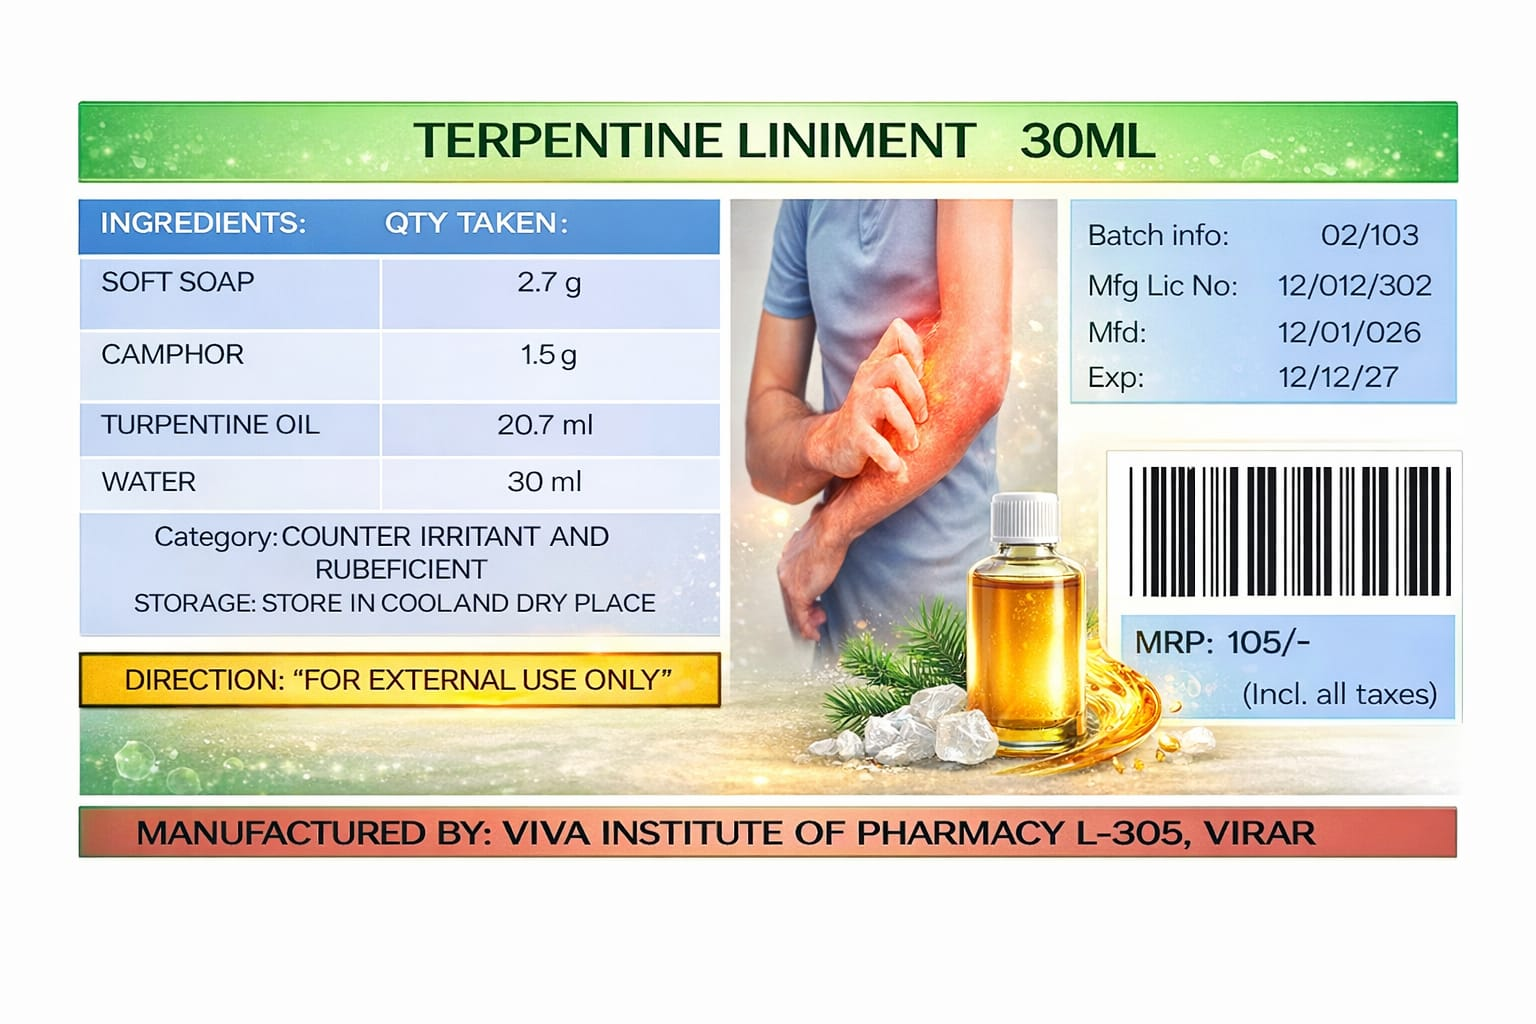 TERPENTINE LINIMENT 30ML
INGREDIENTS: QTY TAKEN:
SOFT SOAP 2.7 g
CAMPHOR 1.5 g
TURPENTINE OIL 20.7 ml
WATER 30 ml
Category: COUNTER IRRITANT AND
RUBEFICIENT
STORAGE: STORE IN COOLAND DRY PLACE
DIRECTION: “FOR EXTERNAL USE ONLY”
Batch info: 02/103
Mfg Lic No: 12/012/302
Mfd: 12/01/026
Exp: 12/12/27
MRP: 105/-
(Incl. all taxes)
MANUFACTURED BY: VIVA INSTITUTE OF PHARMACY L-305, VIRAR